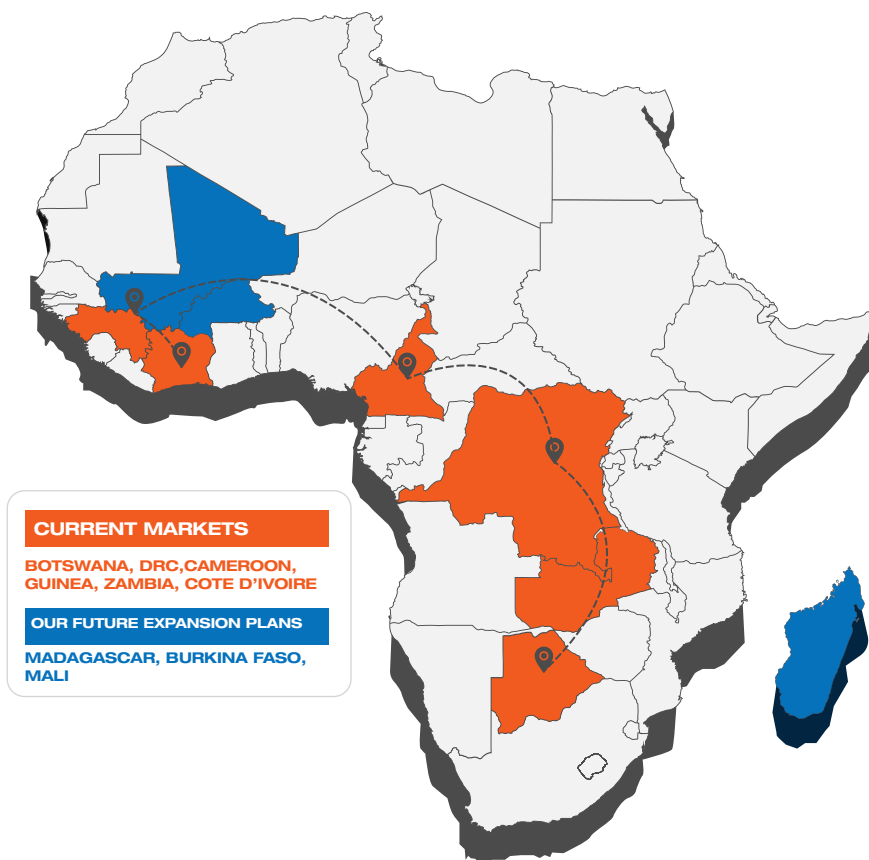 CURRENT MARKETS
BOTSWANA, DRC,CAMEROON,
GUINEA, ZAMBIA, COTE D’IVOIRE
OUR FUTURE EXPANSION PLANS
MADAGASCAR, BURKINA FASO,
MALI